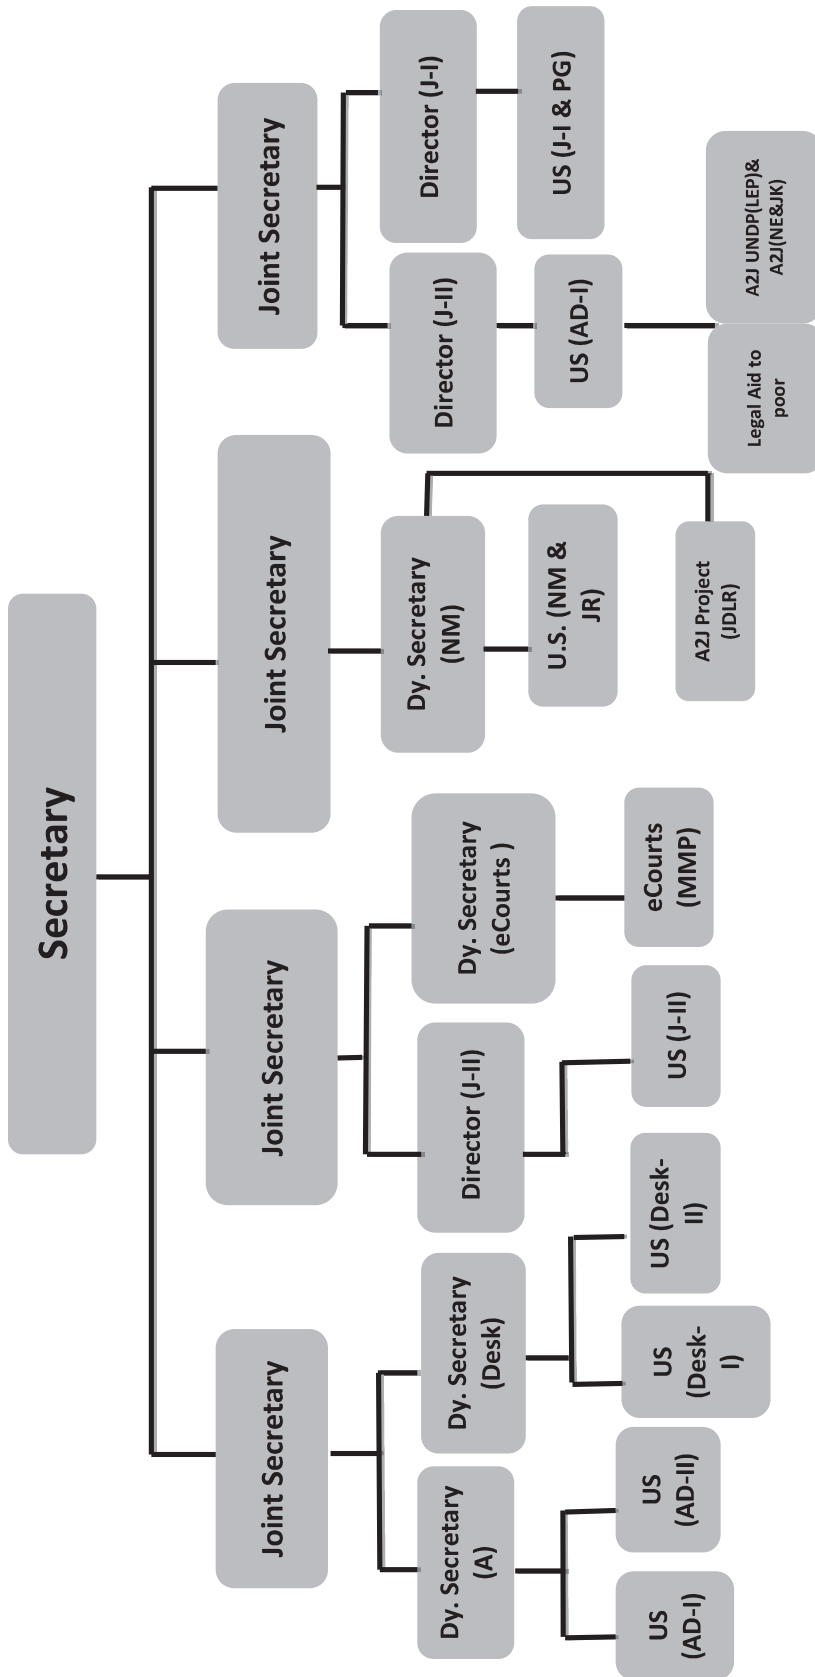 Secretary
Joint Secretary
Joint Secretary
Joint Secretary
Joint Secretary
Dy. Secretary
(A)
Dy. Secretary
(Desk)
Director (J-II)
Dy. Secretary
(eCourts )
Dy. Secretary
(NM)
Director (J-II)
Director (J-I)
US
(AD-I)
US
(AD-II)
US
(Desk-
I)
US (Desk-
II)
US (J-II)
eCourts
(MMP)
U.S. (NM &
JR)
US (AD-I)
US (J-I & PG)
A2J Project
(JDLR)
Legal Aid to
poor
A2J UNDP(LEP)&
A2J(NE&JK)